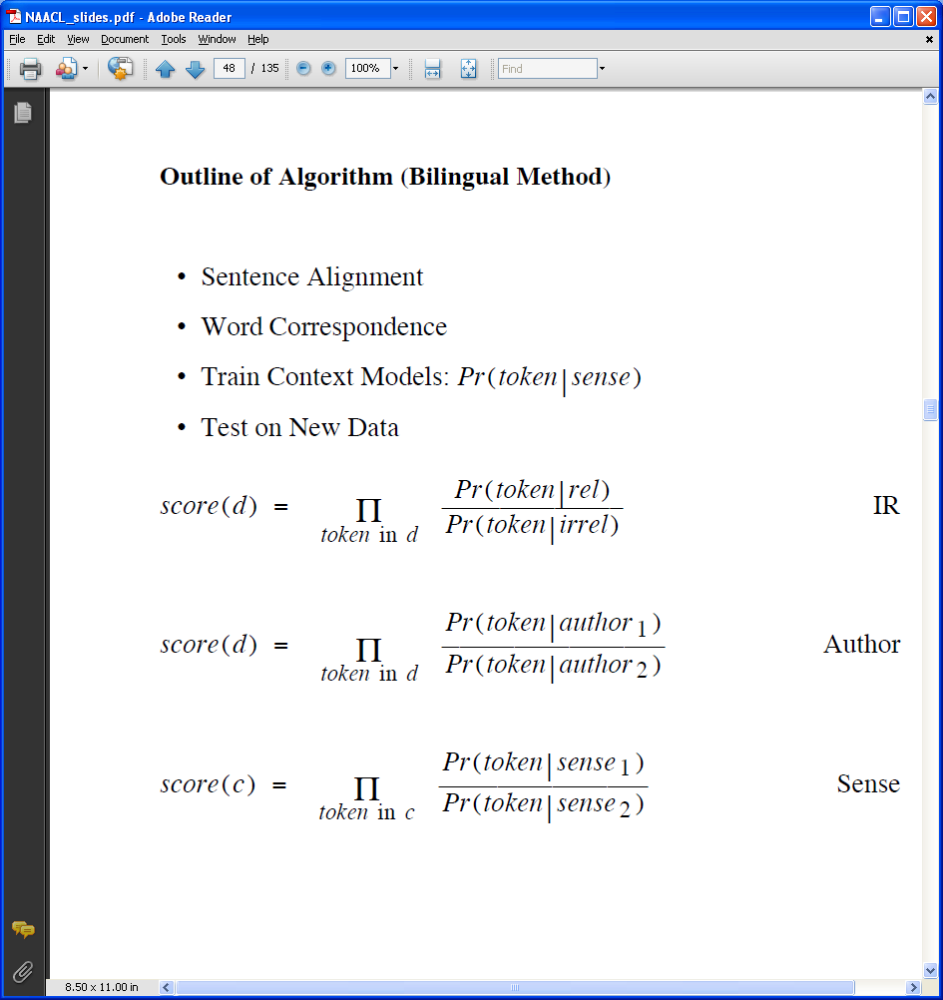 NAACL_slides.pdf - Adobe Reader
File Edit View Document Tools Window Help
48 / 135 100% Find
Outline of Algorithm (Bilingual Method)
• Sentence Alignment
• Word Correspondence
• Train Context Models: Pr(token|sense)
• Test on New Data
score(d) = ∏ token in d Pr(token|rel) / Pr(token|irrel) IR
score(d) = ∏ token in d Pr(token|author₁) / Pr(token|author₂) Author
score(c) = ∏ token in c Pr(token|sense₁) / Pr(token|sense₂) Sense
8.50 x 11.00 in